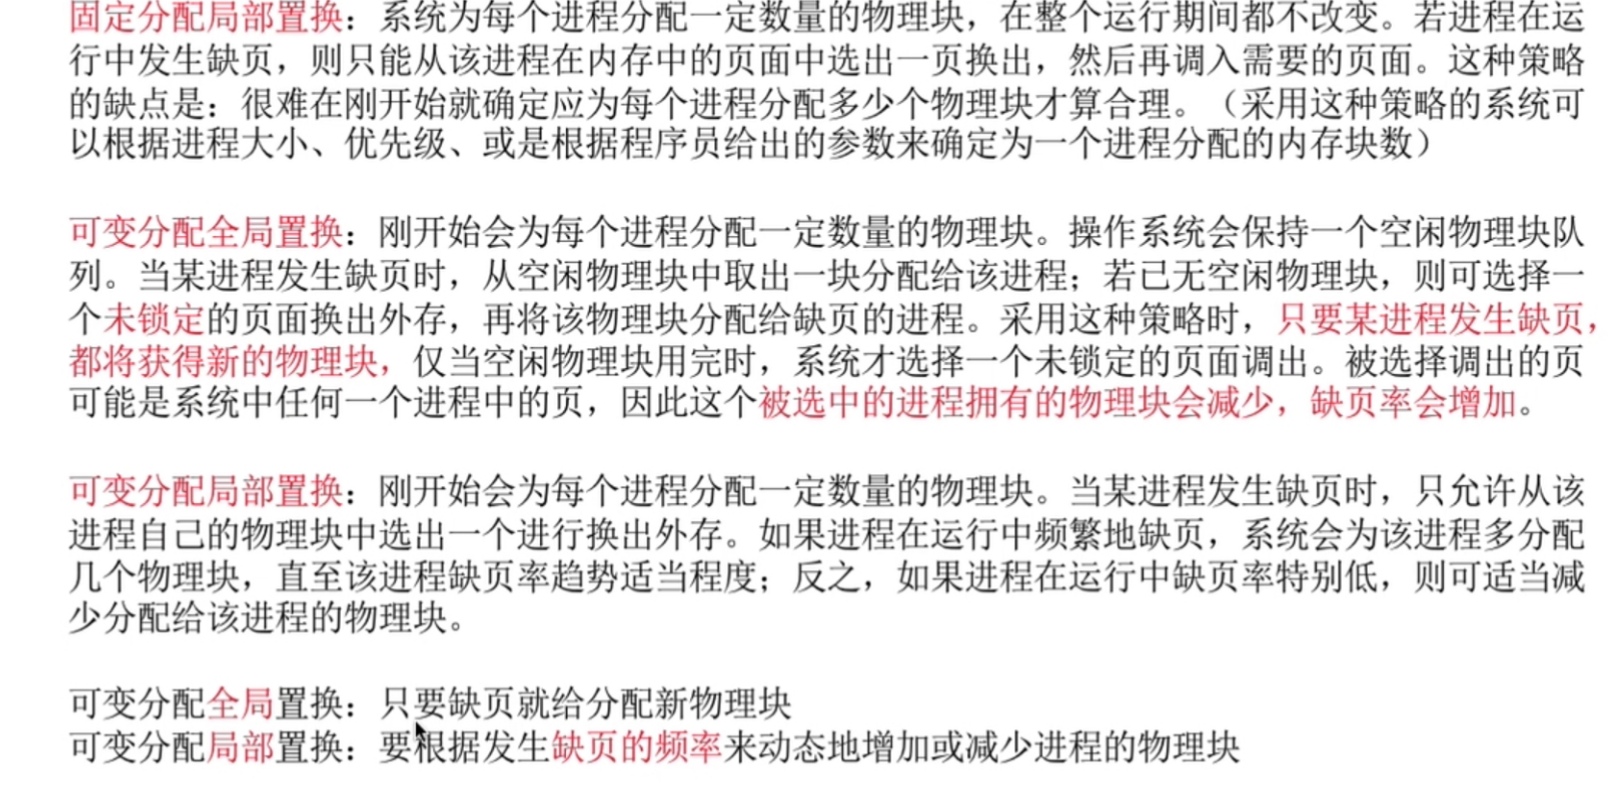 固定分配局部置换：系统为每个进程分配一定数量的物理块，在整个运行期间都不改变。若进程在运
行中发生缺页，则只能从该进程在内存中的页面中选出一页换出，然后再调入需要的页面。这种策略
的缺点是：很难在刚开始就确定应为每个进程分配多少个物理块才算合理。（采用这种策略的系统可
以根据进程大小、优先级、或是根据程序员给出的参数来确定为一个进程分配的内存块数）
可变分配全局置换：刚开始会为每个进程分配一定数量的物理块。操作系统会保持一个空闲物理块队
列。当某进程发生缺页时，从空闲物理块中取出一块分配给该进程；若已无空闲物理块，则可选择一
个未锁定的页面换出外存，再将该物理块分配给缺页的进程。采用这种策略时，只要某进程发生缺页，
都将获得新的物理块，仅当空闲物理块用完时，系统才选择一个未锁定的页面调出。被选择调出的页
可能是系统中任何一个进程中的页，因此这个被选中的进程拥有的物理块会减少，缺页率会增加。
可变分配局部置换：刚开始会为每个进程分配一定数量的物理块。当某进程发生缺页时，只允许从该
进程自己的物理块中选出一个进行换出外存。如果进程在运行中频繁地缺页，系统会为该进程多分配
几个物理块，直至该进程缺页率趋势适当程度；反之，如果进程在运行中缺页率特别低，则可适当减
少分配给该进程的物理块。
可变分配全局置换：只要缺页就给分配新物理块
可变分配局部置换：要根据发生缺页的频率来动态地增加或减少进程的物理块